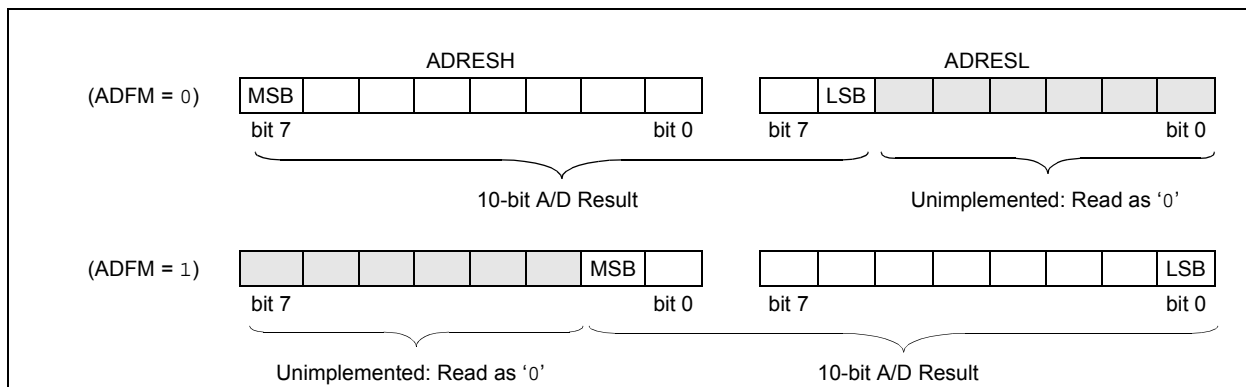 ADRESH ADRESL
(ADFM = 0) MSB LSB
bit 7 bit 0 bit 7 bit 0
10-bit A/D Result Unimplemented: Read as ‘0’
(ADFM = 1) MSB LSB
bit 7 bit 0 bit 7 bit 0
Unimplemented: Read as ‘0’ 10-bit A/D Result